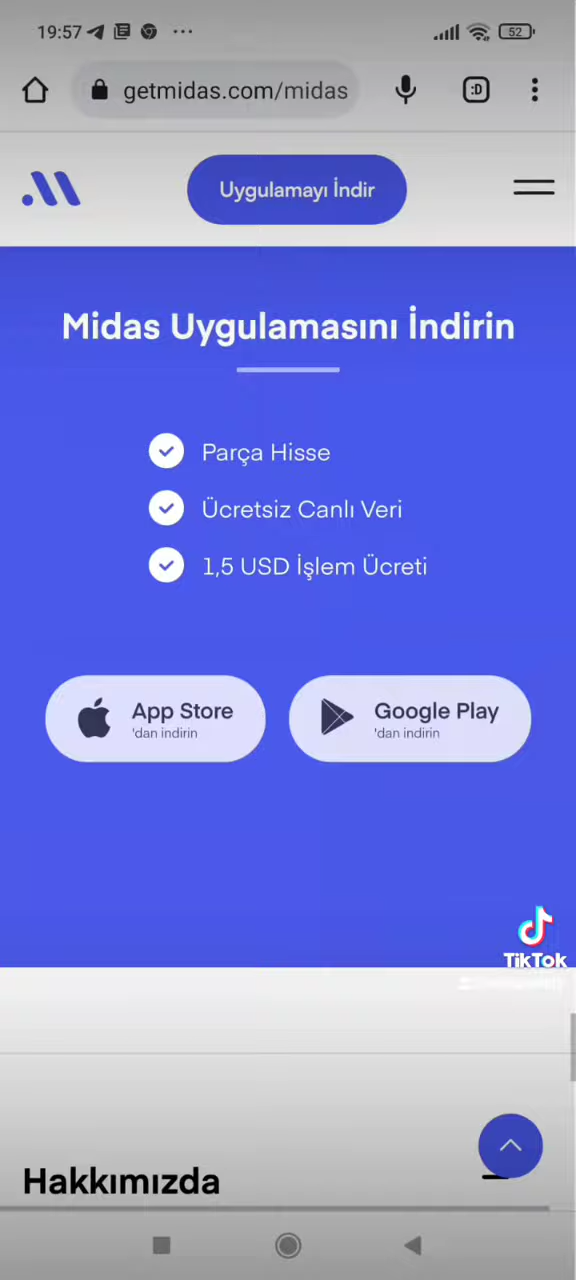 19:57
52
getmidas.com/midas
:D
Uygulamayı İndir
Midas Uygulamasını İndirin
Parça Hisse
Ücretsiz Canlı Veri
1,5 USD İşlem Ücreti
App Store
'dan indirin
Google Play
'dan indirin
TikTok
Hakkımızda